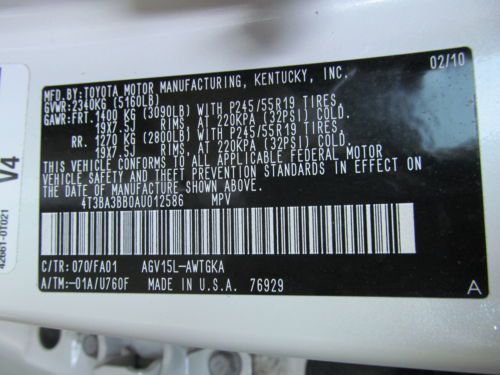 MFD.BY:TOYOTA MOTOR MANUFACTURING, KENTUCKY, INC. 02/10
GVWR:2340KG (5160LB)
GAWR:FRT.1400 KG (3090LB) WITH P245/55R19 TIRES,
19X7.5J RIMS, AT 220KPA (32PSI) COLD.
RR. 1270 KG (2800LB) WITH P245/55R19 TIRES,
19X7.5J RIMS, AT 220KPA (32PSI) COLD.
THIS VEHICLE CONFORMS TO ALL APPLICABLE FEDERAL MOTOR
VEHICLE SAFETY AND THEFT PREVENTION STANDARDS IN EFFECT ON
THE DATE OF MANUFACTURE SHOWN ABOVE.
4T3BA3BB0AU012586 MPV
C/TR: 070/FA01 AGV15L-AWTGKA
A/TM:-01A/U760F MADE IN U.S.A. 76929 A
V4
42661-0T021